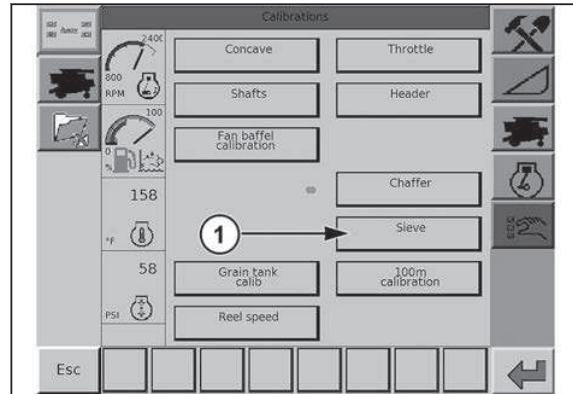 Calibrations
2400
800
RPM
100
0
%
158
°F
58
PSI
Concave
Throttle
Shafts
Header
Fan baffel
calibration
Chaffer
1
Sieve
Grain tank
calib
100m
calibration
Reel speed
Esc